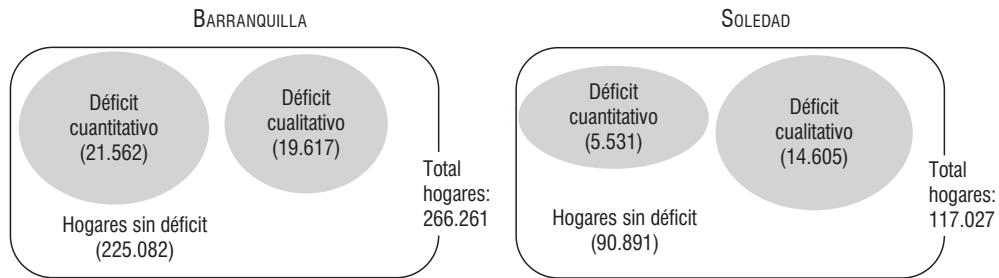 BARRANQUILLA
Déficit
cuantitativo
(21.562)
Déficit
cualitativo
(19.617)
Total
hogares:
266.261
Hogares sin déficit
(225.082)
SOLEDAD
Déficit
cuantitativo
(5.531)
Déficit
cualitativo
(14.605)
Total
hogares:
117.027
Hogares sin déficit
(90.891)